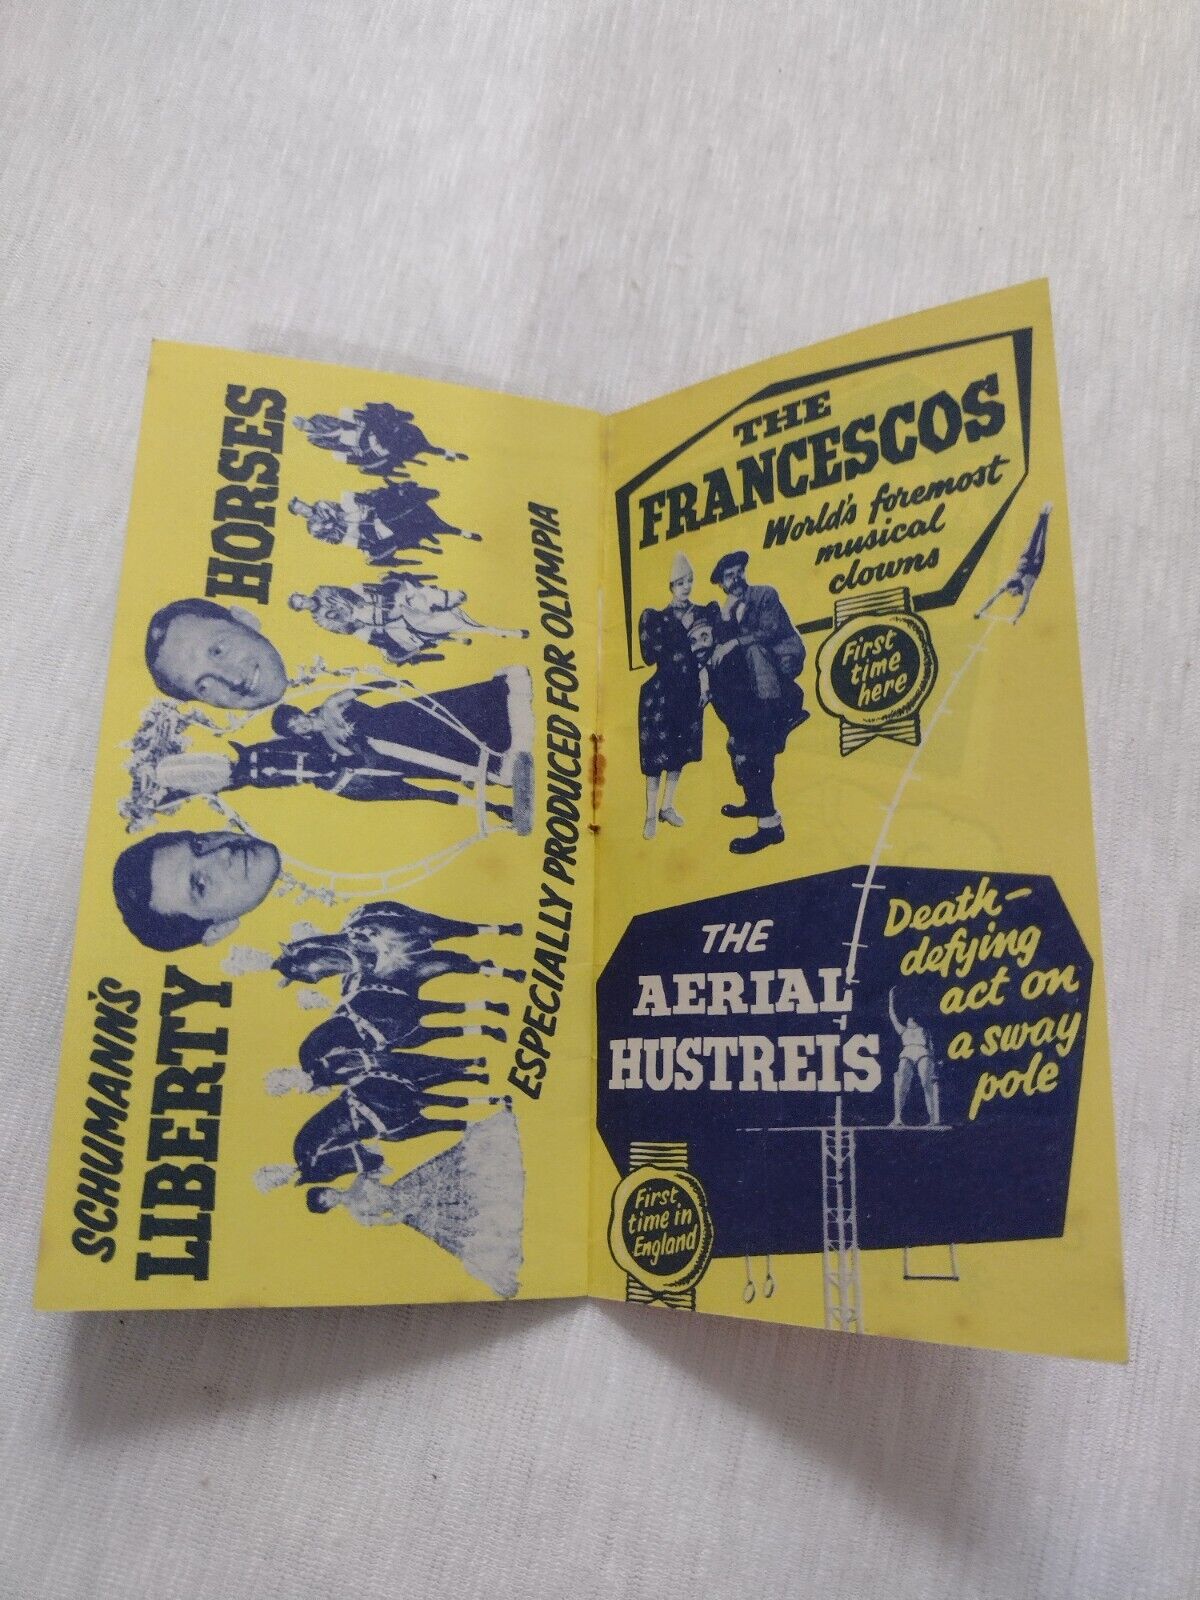 SCHUMANN'S
LIBERTY HORSES
ESPECIALLY PRODUCED FOR OLYMPIA
THE
FRANCESCOS
World's foremost
musical
clowns
First
time
here
THE
AERIAL
HUSTREIS
Death-
defying
act on
a sway
pole
First
time in
England